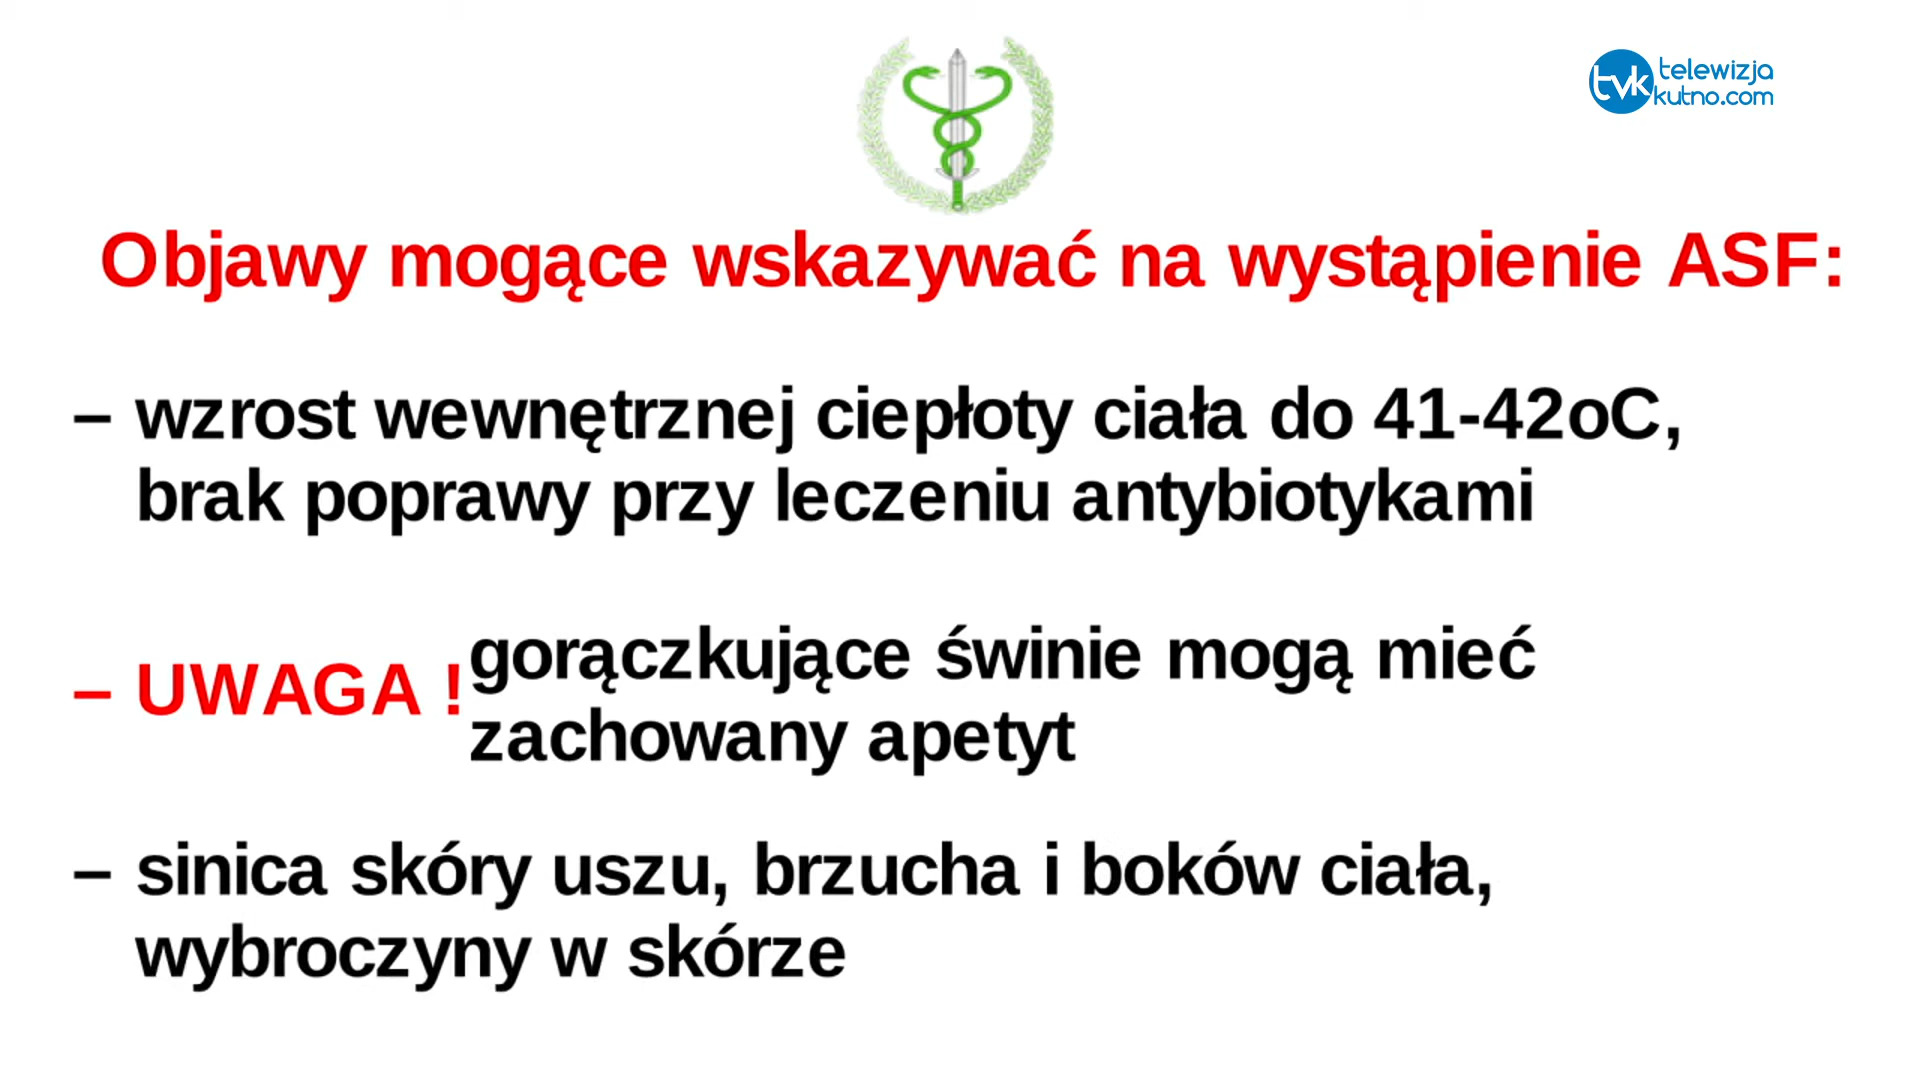 tvk telewizja
kutno.com
Objawy mogące wskazywać na wystąpienie ASF:
– wzrost wewnętrznej ciepłoty ciała do 41-42oC,
brak poprawy przy leczeniu antybiotykami
– UWAGA ! gorączkujące świnie mogą mieć
zachowany apetyt
– sinica skóry uszu, brzucha i boków ciała,
wybroczyny w skórze